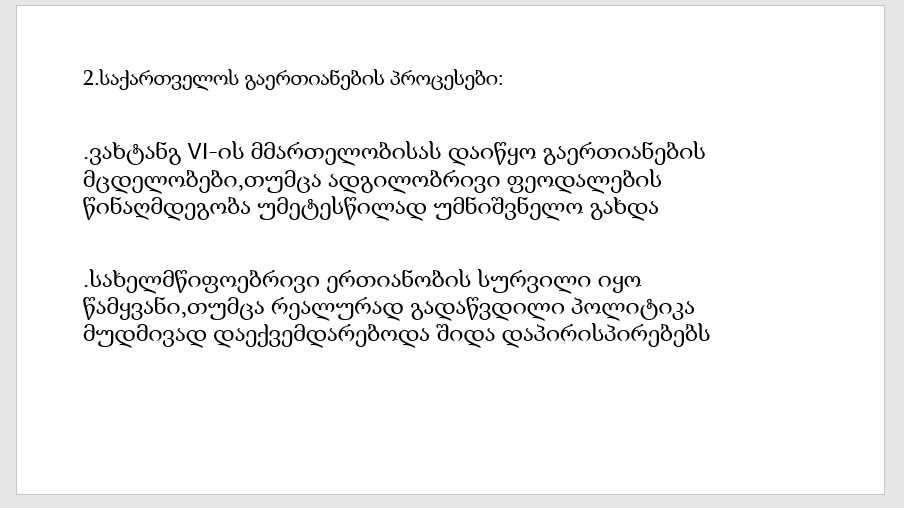 2.საქართველოს გაერთიანების პროცესები:
.ვახტანგ VI-ის მმართელობისას დაიწყო გაერთიანების
მცდელობები,თუმცა ადგილობრივი ფეოდალების
წინაღმდეგობა უმეტესწილად უმნიშვნელო გახდა
.სახელმწიფოებრივი ერთიანობის სურვილი იყო
წამყვანი,თუმცა რეალურად გადაწვდილი პოლიტიკა
მუდმივად დაექვემდარებოდა შიდა დაპირისპირებებს